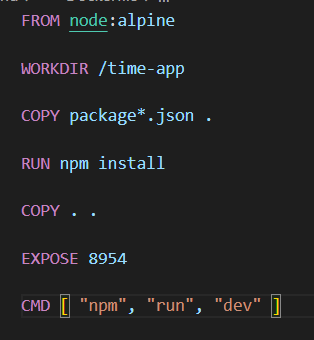 FROM node:alpine
WORKDIR /time-app
COPY package*.json .
RUN npm install
COPY . .
EXPOSE 8954
CMD [ "npm", "run", "dev" ]